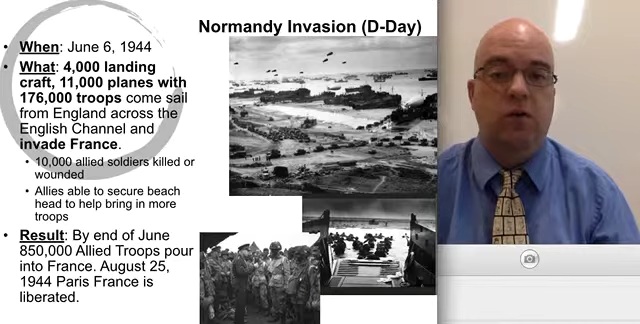 Normandy Invasion (D-Day)
• When: June 6, 1944
• What: 4,000 landing
craft, 11,000 planes with
176,000 troops come sail
from England across the
English Channel and
invade France.
• 10,000 allied soldiers killed or
wounded
• Allies able to secure beach
head to help bring in more
troops
• Result: By end of June
850,000 Allied Troops pour
into France. August 25,
1944 Paris France is
liberated.